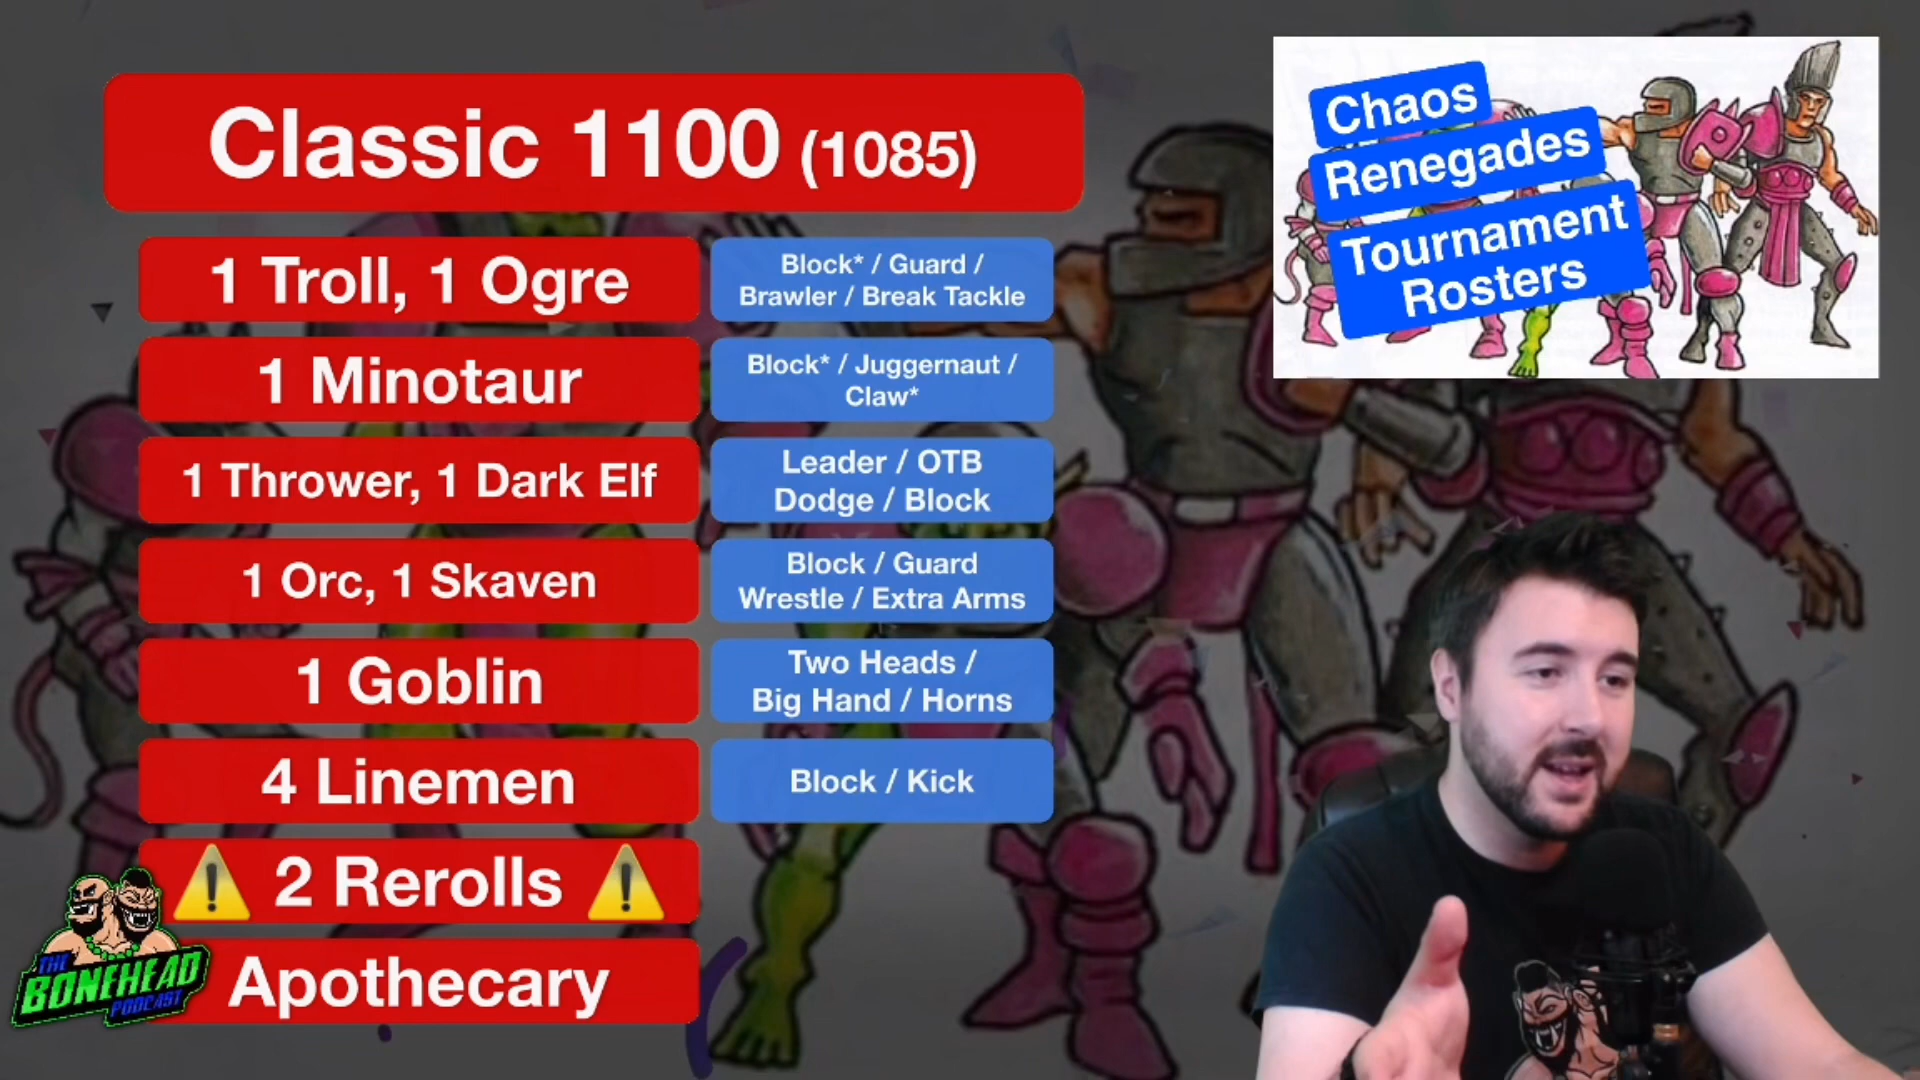 Classic 1100 (1085)
1 Troll, 1 Ogre
Block* / Guard /
Brawler / Break Tackle
1 Minotaur
Block* / Juggernaut /
Claw*
1 Thrower, 1 Dark Elf
Leader / OTB
Dodge / Block
1 Orc, 1 Skaven
Block / Guard
Wrestle / Extra Arms
1 Goblin
Two Heads /
Big Hand / Horns
4 Linemen
Block / Kick
2 Rerolls
Apothecary
THE
BONEHEAD
PODCAST
Chaos
Renegades
Tournament
Rosters